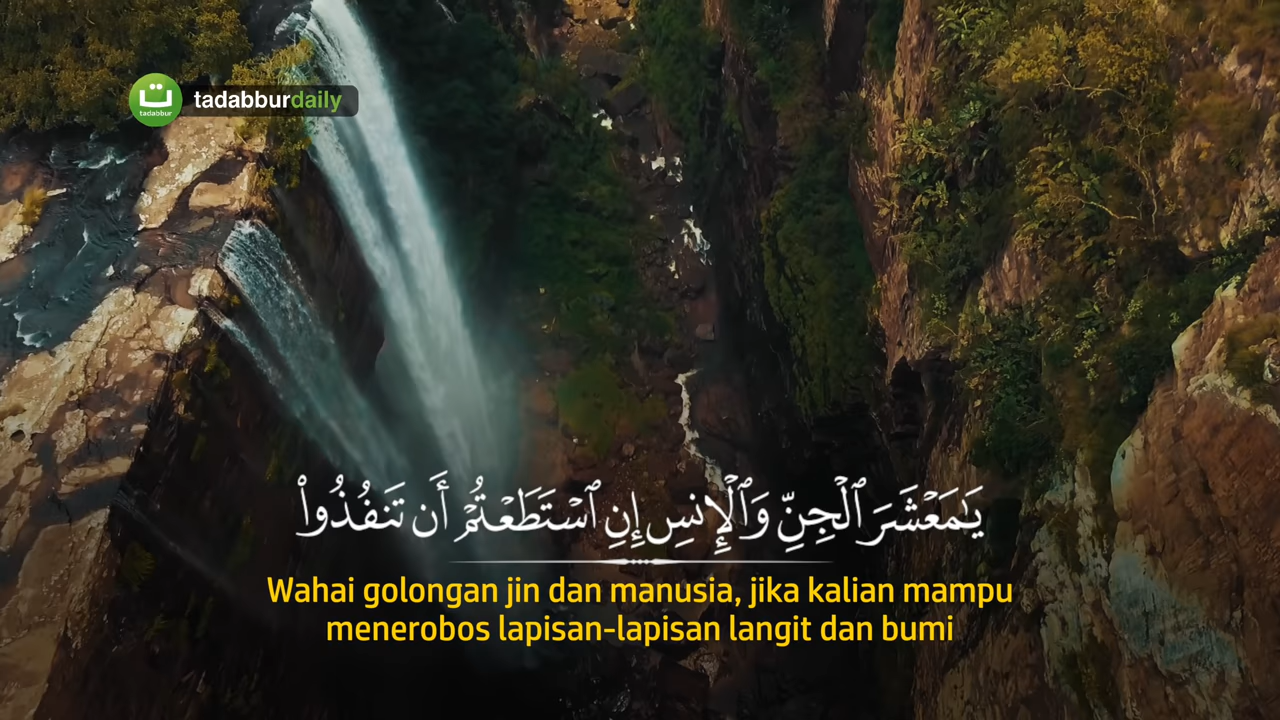 ت
tadabbur
tadabburdaily
يَٰمَعْشَرَ ٱلْجِنِّ وَٱلْإِنسِ إِنِ ٱسْتَطَعْتُمْ أَن تَنفُذُوا۟
Wahai golongan jin dan manusia, jika kalian mampu
menerobos lapisan-lapisan langit dan bumi